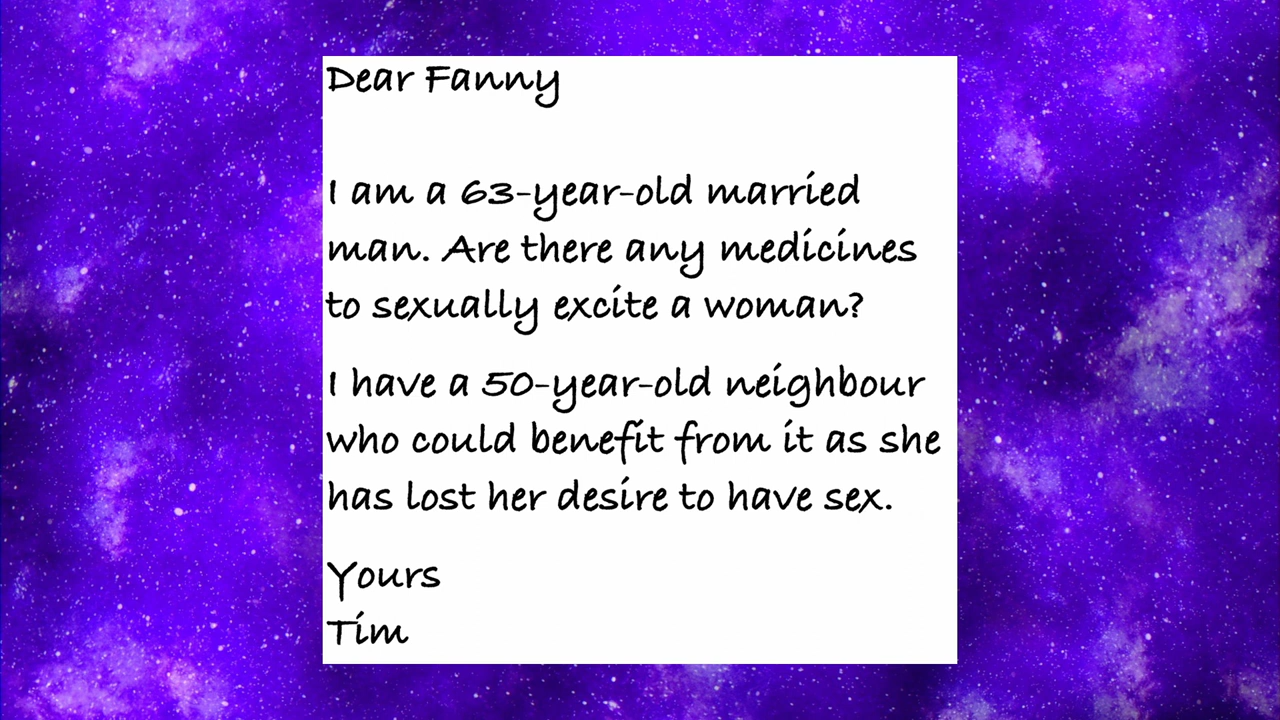 Dear Fanny
I am a 63-year-old married
man. Are there any medicines
to sexually excite a woman?
I have a 50-year-old neighbour
who could benefit from it as she
has lost her desire to have sex.
Yours
Tim